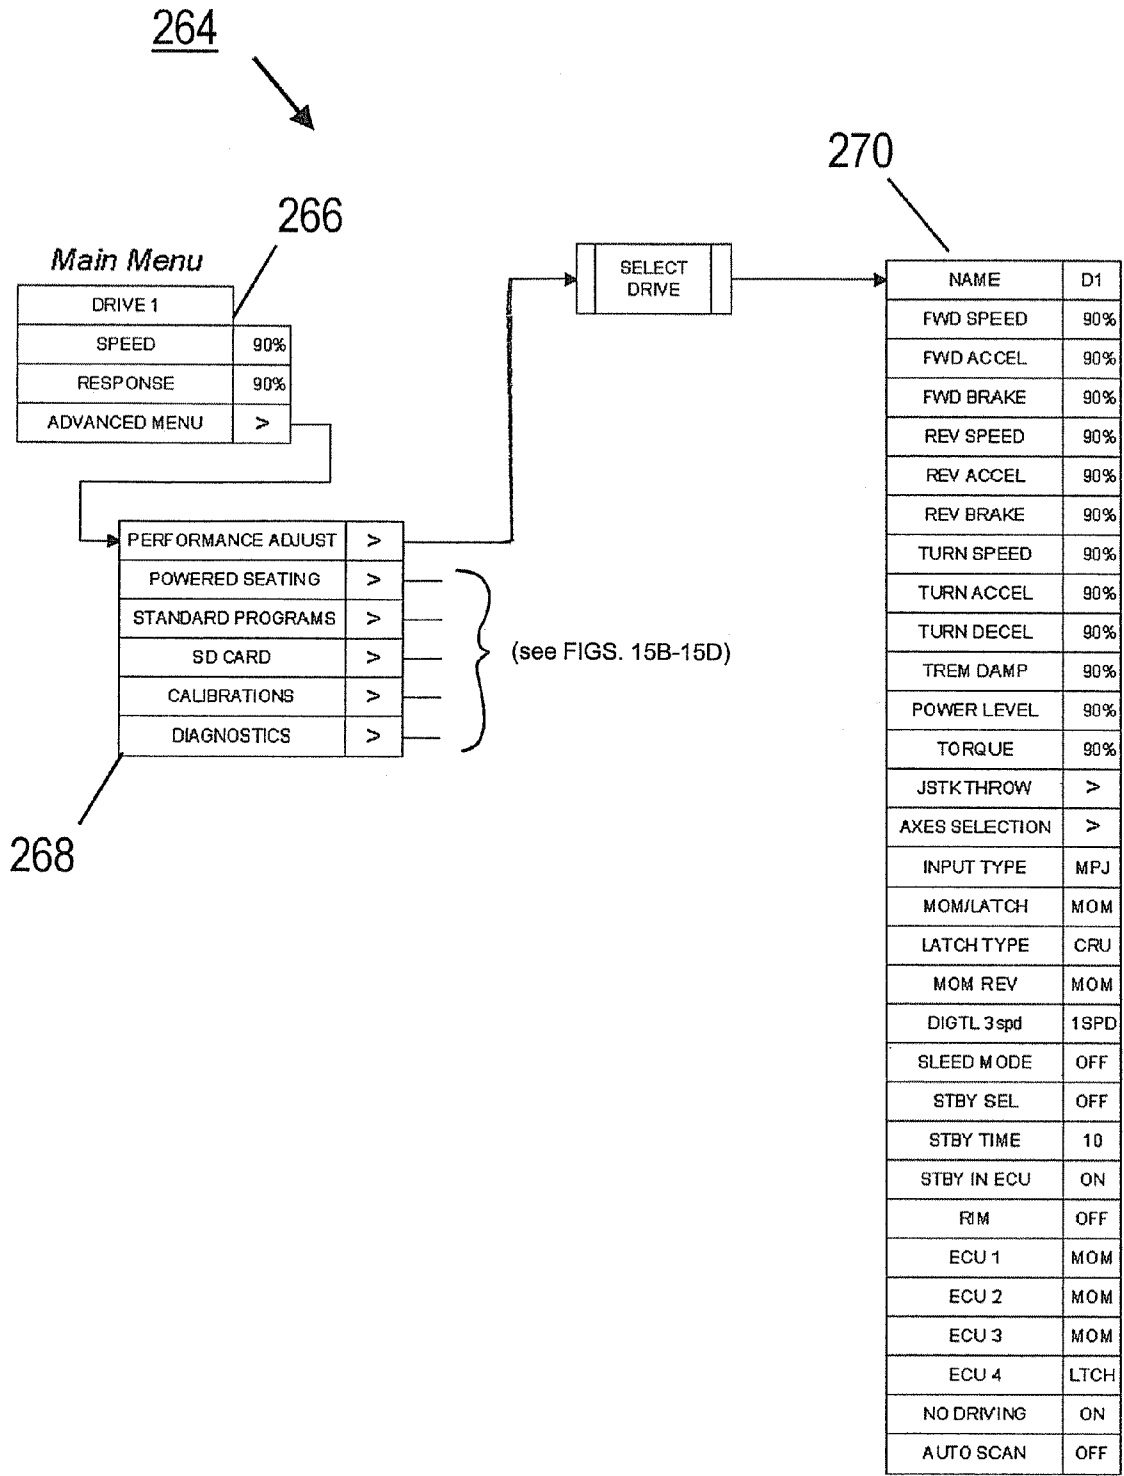 264
270
266
Main Menu
DRIVE 1
SPEED 90%
RESPONSE 90%
ADVANCED MENU >
SELECT
DRIVE
PERFORMANCE ADJUST >
POWERED SEATING >
STANDARD PROGRAMS >
SD CARD >
CALIBRATIONS >
DIAGNOSTICS >
(see FIGS. 15B-15D)
268
NAME D1
FWD SPEED 90%
FWD ACCEL 90%
FWD BRAKE 90%
REV SPEED 90%
REV ACCEL 90%
REV BRAKE 90%
TURN SPEED 90%
TURN ACCEL 90%
TURN DECEL 90%
TREM DAMP 90%
POWER LEVEL 90%
TORQUE 90%
JSTK THROW >
AXES SELECTION >
INPUT TYPE MPJ
MOM/LATCH MOM
LATCH TYPE CRU
MOM REV MOM
DIGTL 3spd 1SPD
SLEED MODE OFF
STBY SEL OFF
STBY TIME 10
STBY IN ECU ON
RIM OFF
ECU 1 MOM
ECU 2 MOM
ECU 3 MOM
ECU 4 LTCH
NO DRIVING ON
AUTO SCAN OFF